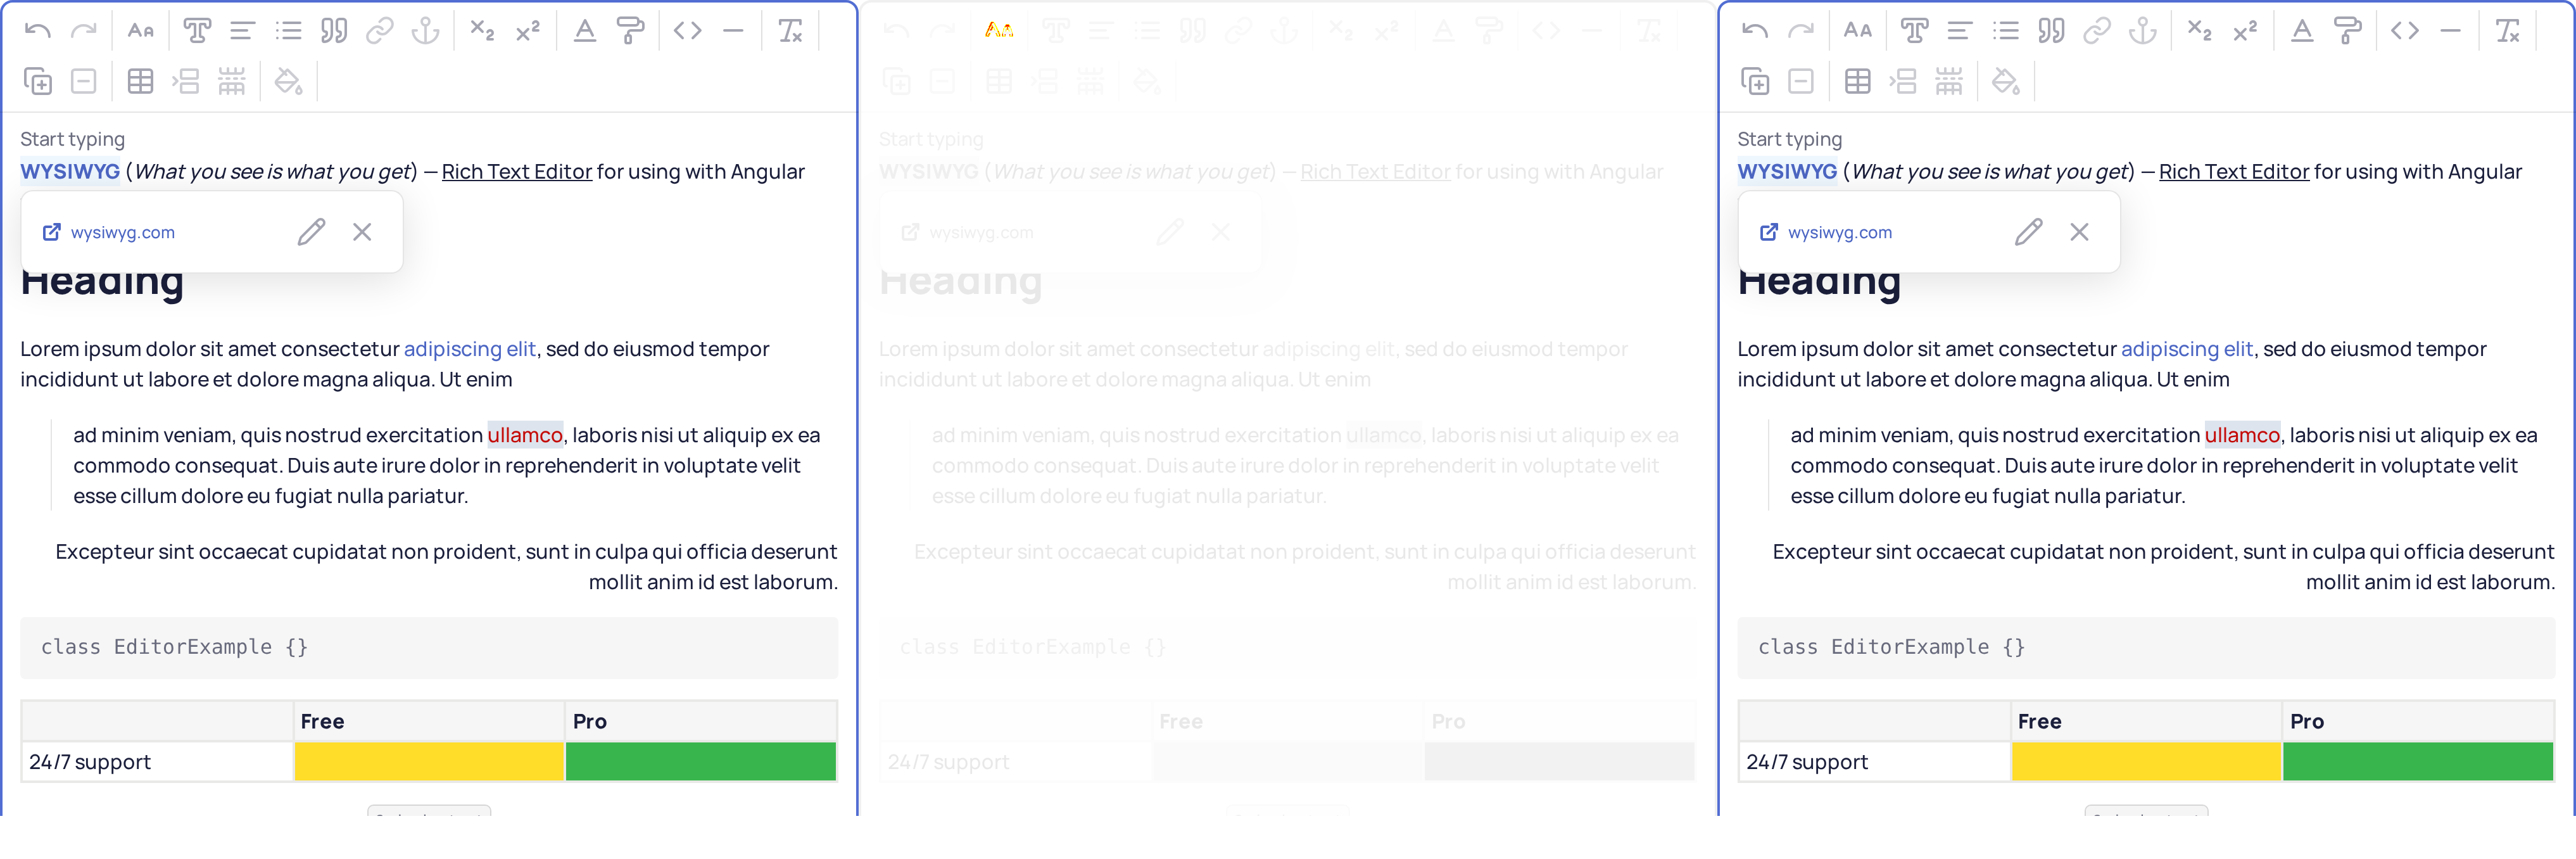 Start typing
WYSIWYG (What you see is what you get) — Rich Text Editor for using with Angular
wysiwyg.com
Heading
Lorem ipsum dolor sit amet consectetur adipiscing elit, sed do eiusmod tempor
incididunt ut labore et dolore magna aliqua. Ut enim
ad minim veniam, quis nostrud exercitation ullamco, laboris nisi ut aliquip ex ea
commodo consequat. Duis aute irure dolor in reprehenderit in voluptate velit
esse cillum dolore eu fugiat nulla pariatur.
Excepteur sint occaecat cupidatat non proident, sunt in culpa qui officia deserunt
mollit anim id est laborum.
class EditorExample {}
Free Pro
24/7 support
Start typing
WYSIWYG (What you see is what you get) — Rich Text Editor for using with Angular
wysiwyg.com
Heading
Lorem ipsum dolor sit amet consectetur adipiscing elit, sed do eiusmod tempor
incididunt ut labore et dolore magna aliqua. Ut enim
ad minim veniam, quis nostrud exercitation ullamco, laboris nisi ut aliquip ex ea
commodo consequat. Duis aute irure dolor in reprehenderit in voluptate velit
esse cillum dolore eu fugiat nulla pariatur.
Excepteur sint occaecat cupidatat non proident, sunt in culpa qui officia deserunt
mollit anim id est laborum.
class EditorExample {}
Free Pro
24/7 support
Start typing
WYSIWYG (What you see is what you get) — Rich Text Editor for using with Angular
wysiwyg.com
Heading
Lorem ipsum dolor sit amet consectetur adipiscing elit, sed do eiusmod tempor
incididunt ut labore et dolore magna aliqua. Ut enim
ad minim veniam, quis nostrud exercitation ullamco, laboris nisi ut aliquip ex ea
commodo consequat. Duis aute irure dolor in reprehenderit in voluptate velit
esse cillum dolore eu fugiat nulla pariatur.
Excepteur sint occaecat cupidatat non proident, sunt in culpa qui officia deserunt
mollit anim id est laborum.
class EditorExample {}
Free Pro
24/7 support